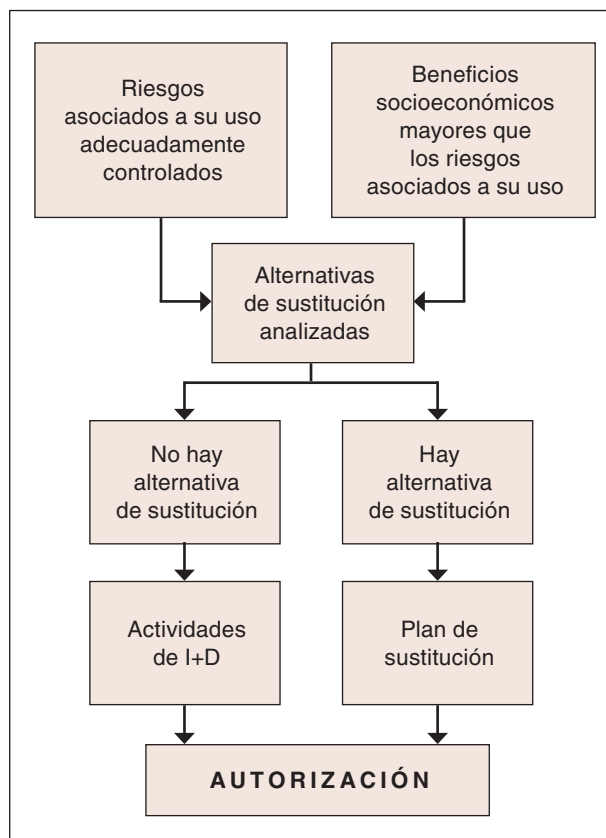 Riesgos
asociados a su uso
adecuadamente
controlados
Beneficios
socioeconómicos
mayores que
los riesgos
asociados a su uso
Alternativas
de sustitución
analizadas
No hay
alternativa
de sustitución
Hay
alternativa
de sustitución
Actividades
de I+D
Plan de
sustitución
AUTORIZACIÓN